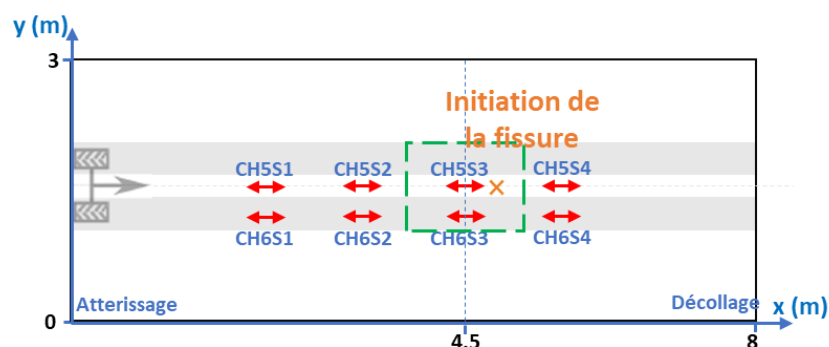 y (m)
3
Initiation de
la fissure
CH5S1 CH5S2 CH5S3 CH5S4
CH6S1 CH6S2 CH6S3 CH6S4
Atterissage Décollage x (m)
0
4.5 8